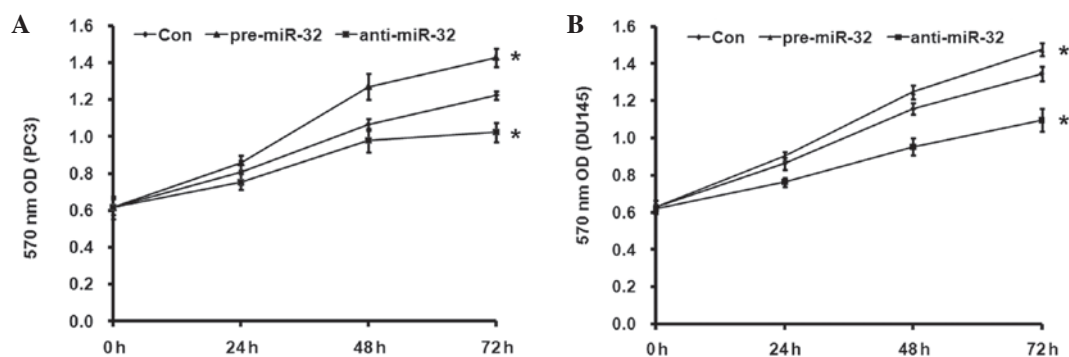 A
Con pre-miR-32 anti-miR-32
570 nm OD (PC3)
1.6
1.4
1.2
1.0
0.8
0.6
0.4
0.2
0.0
*
*
0 h 24 h 48 h 72 h
B
Con pre-miR-32 anti-miR-32
570 nm OD (DU145)
1.6
1.4
1.2
1.0
0.8
0.6
0.4
0.2
0.0
*
*
0 h 24 h 48 h 72 h